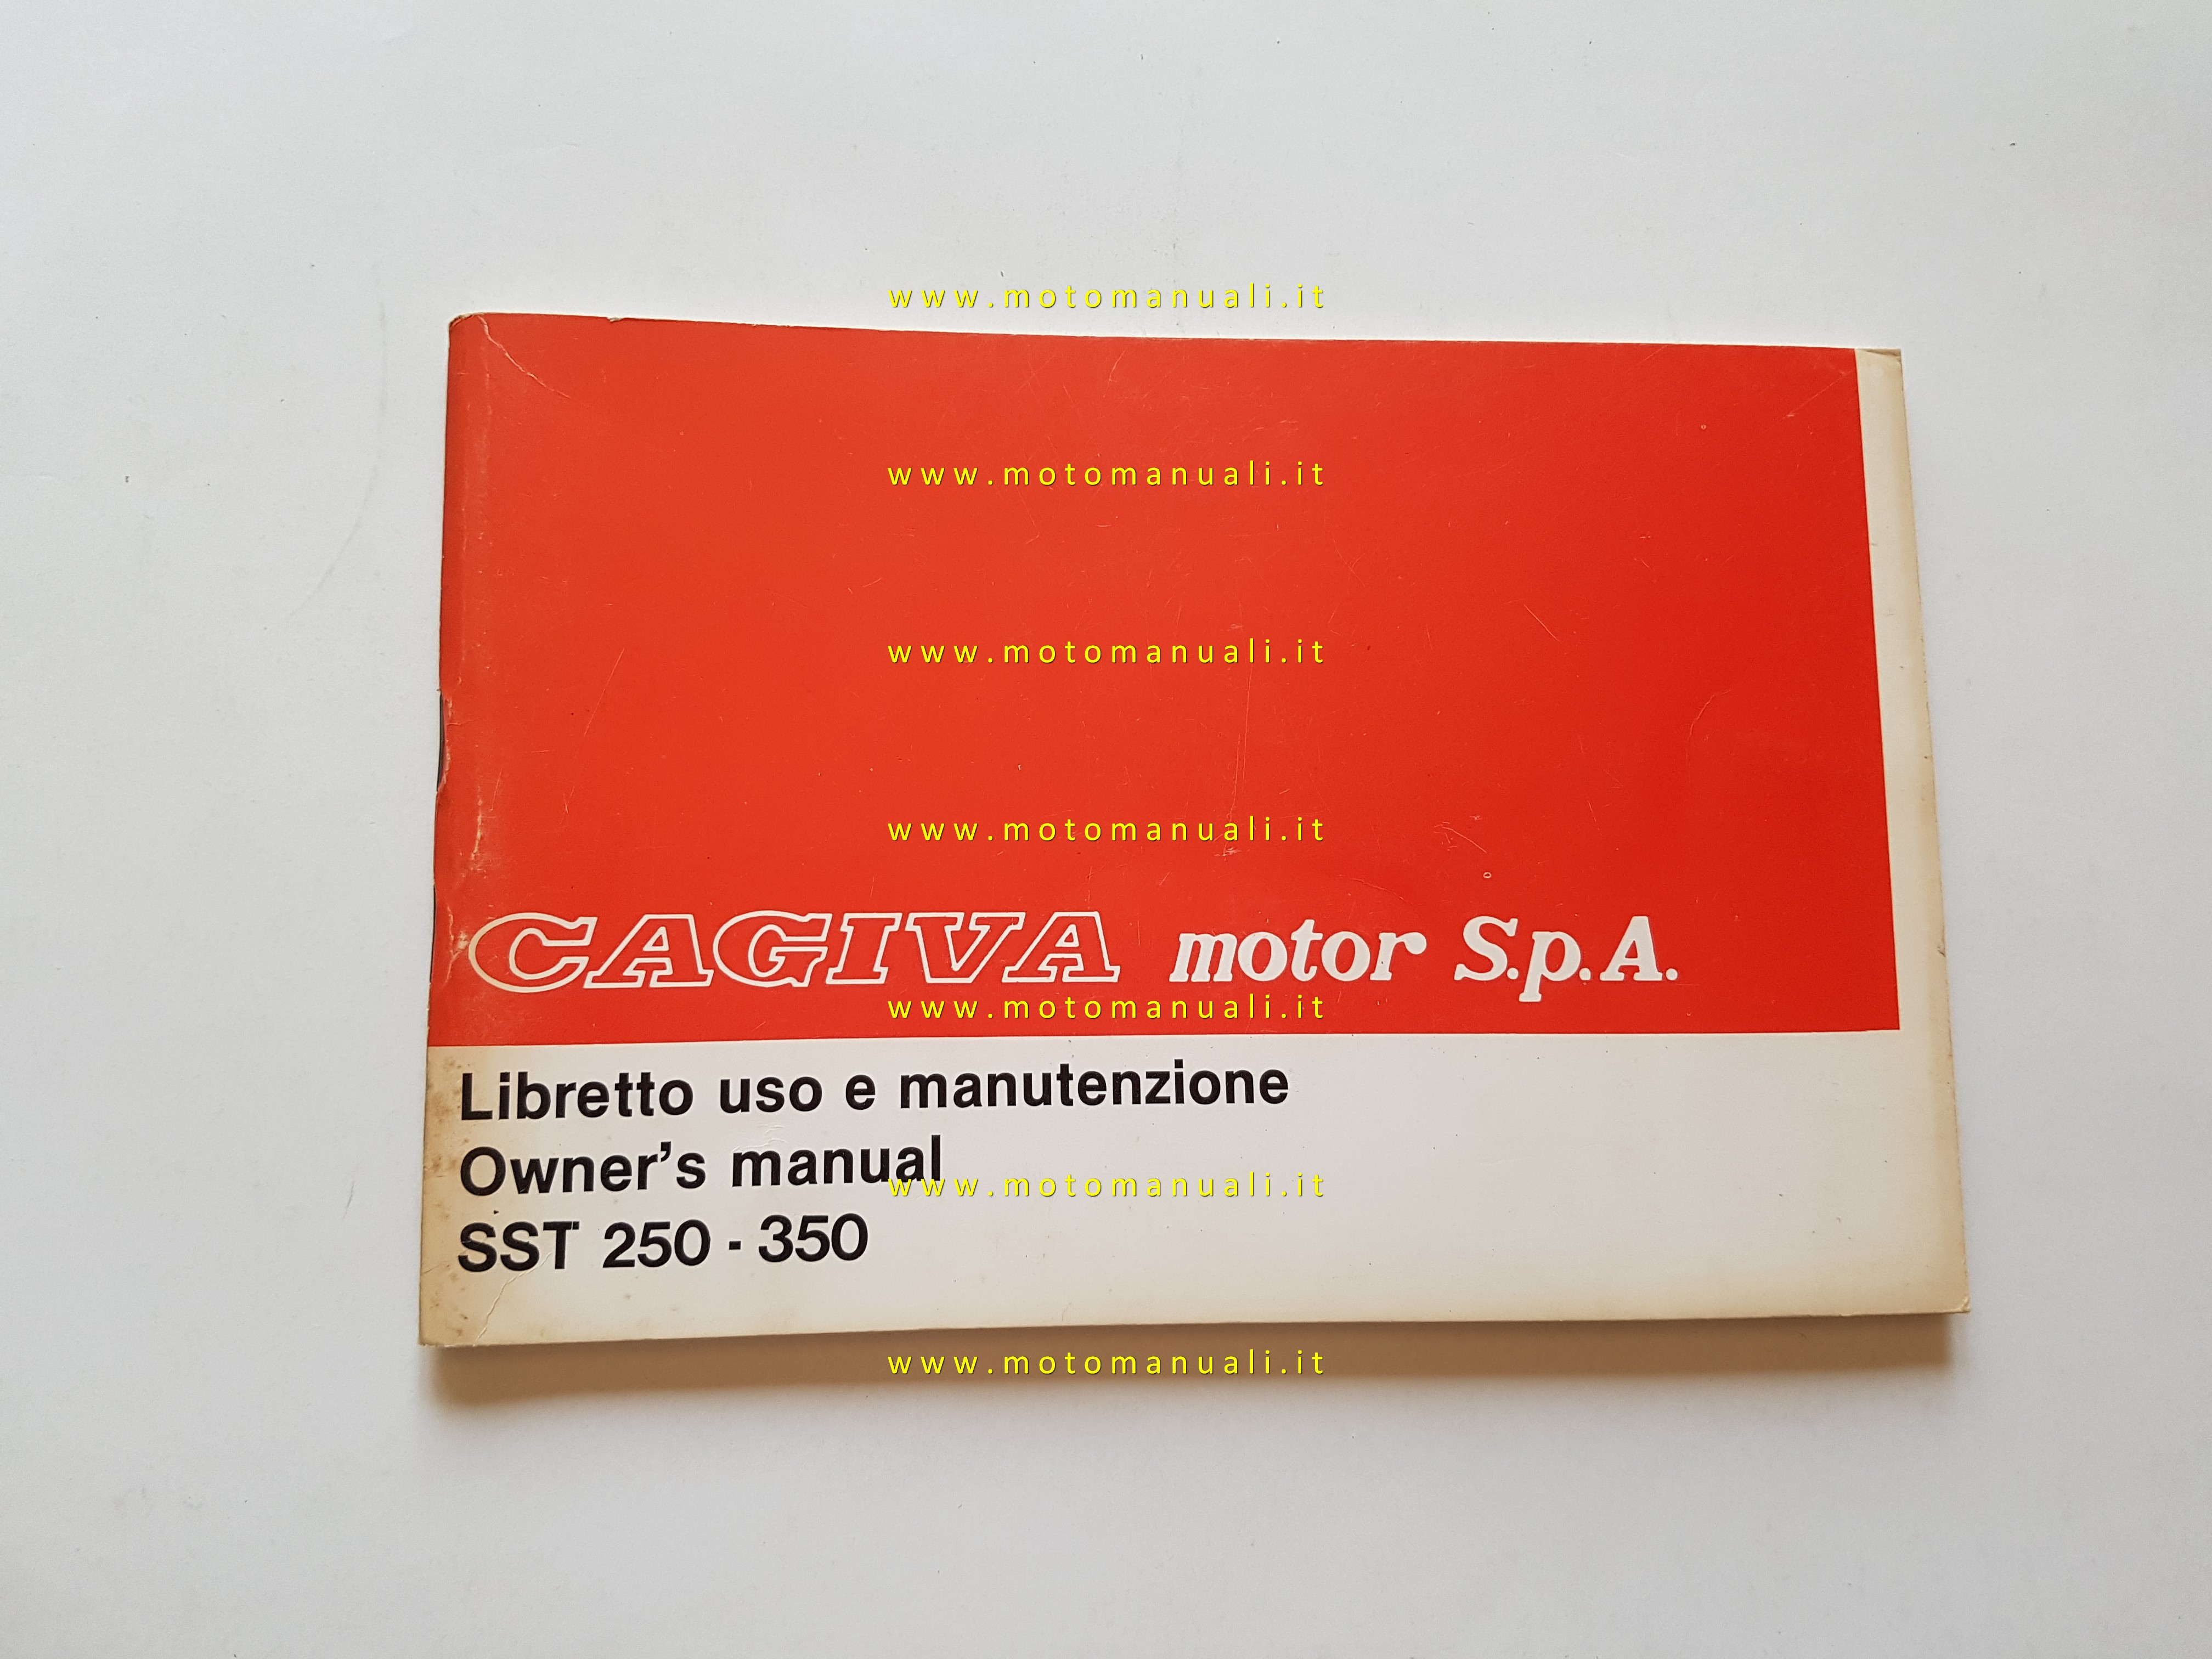 www.motomanuali.it
www.motomanuali.it
www.motomanuali.it
www.motomanuali.it
CAGIVA motor S.p.A.
www.motomanuali.it
Libretto uso e manutenzione
Owner's manual
www.motomanuali.it
SST 250 - 350
www.motomanuali.it